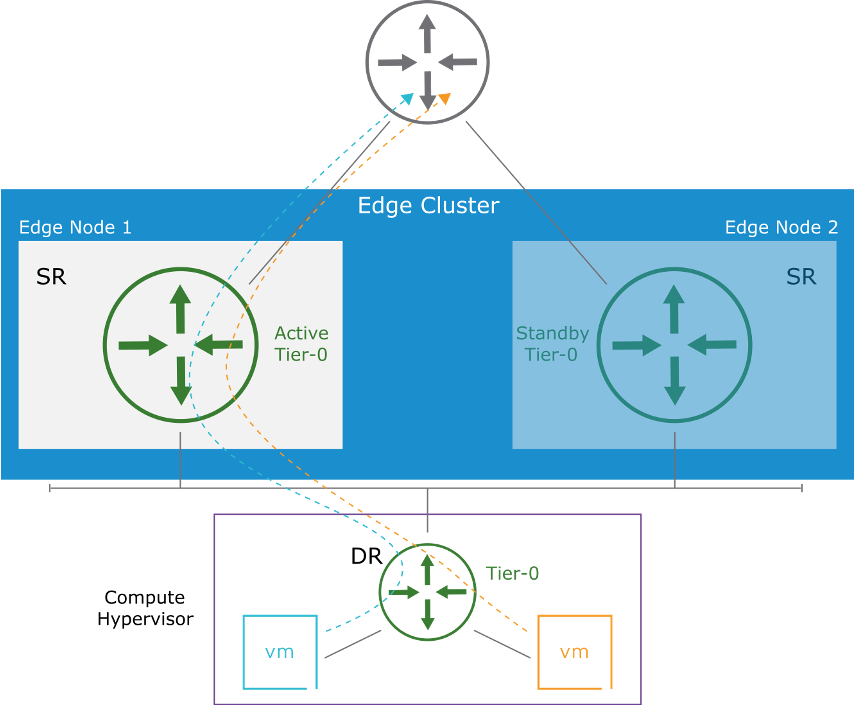 Edge Cluster
Edge Node 1
Edge Node 2
SR
SR
Active
Tier-0
Standby
Tier-0
DR
Tier-0
Compute
Hypervisor
vm
vm